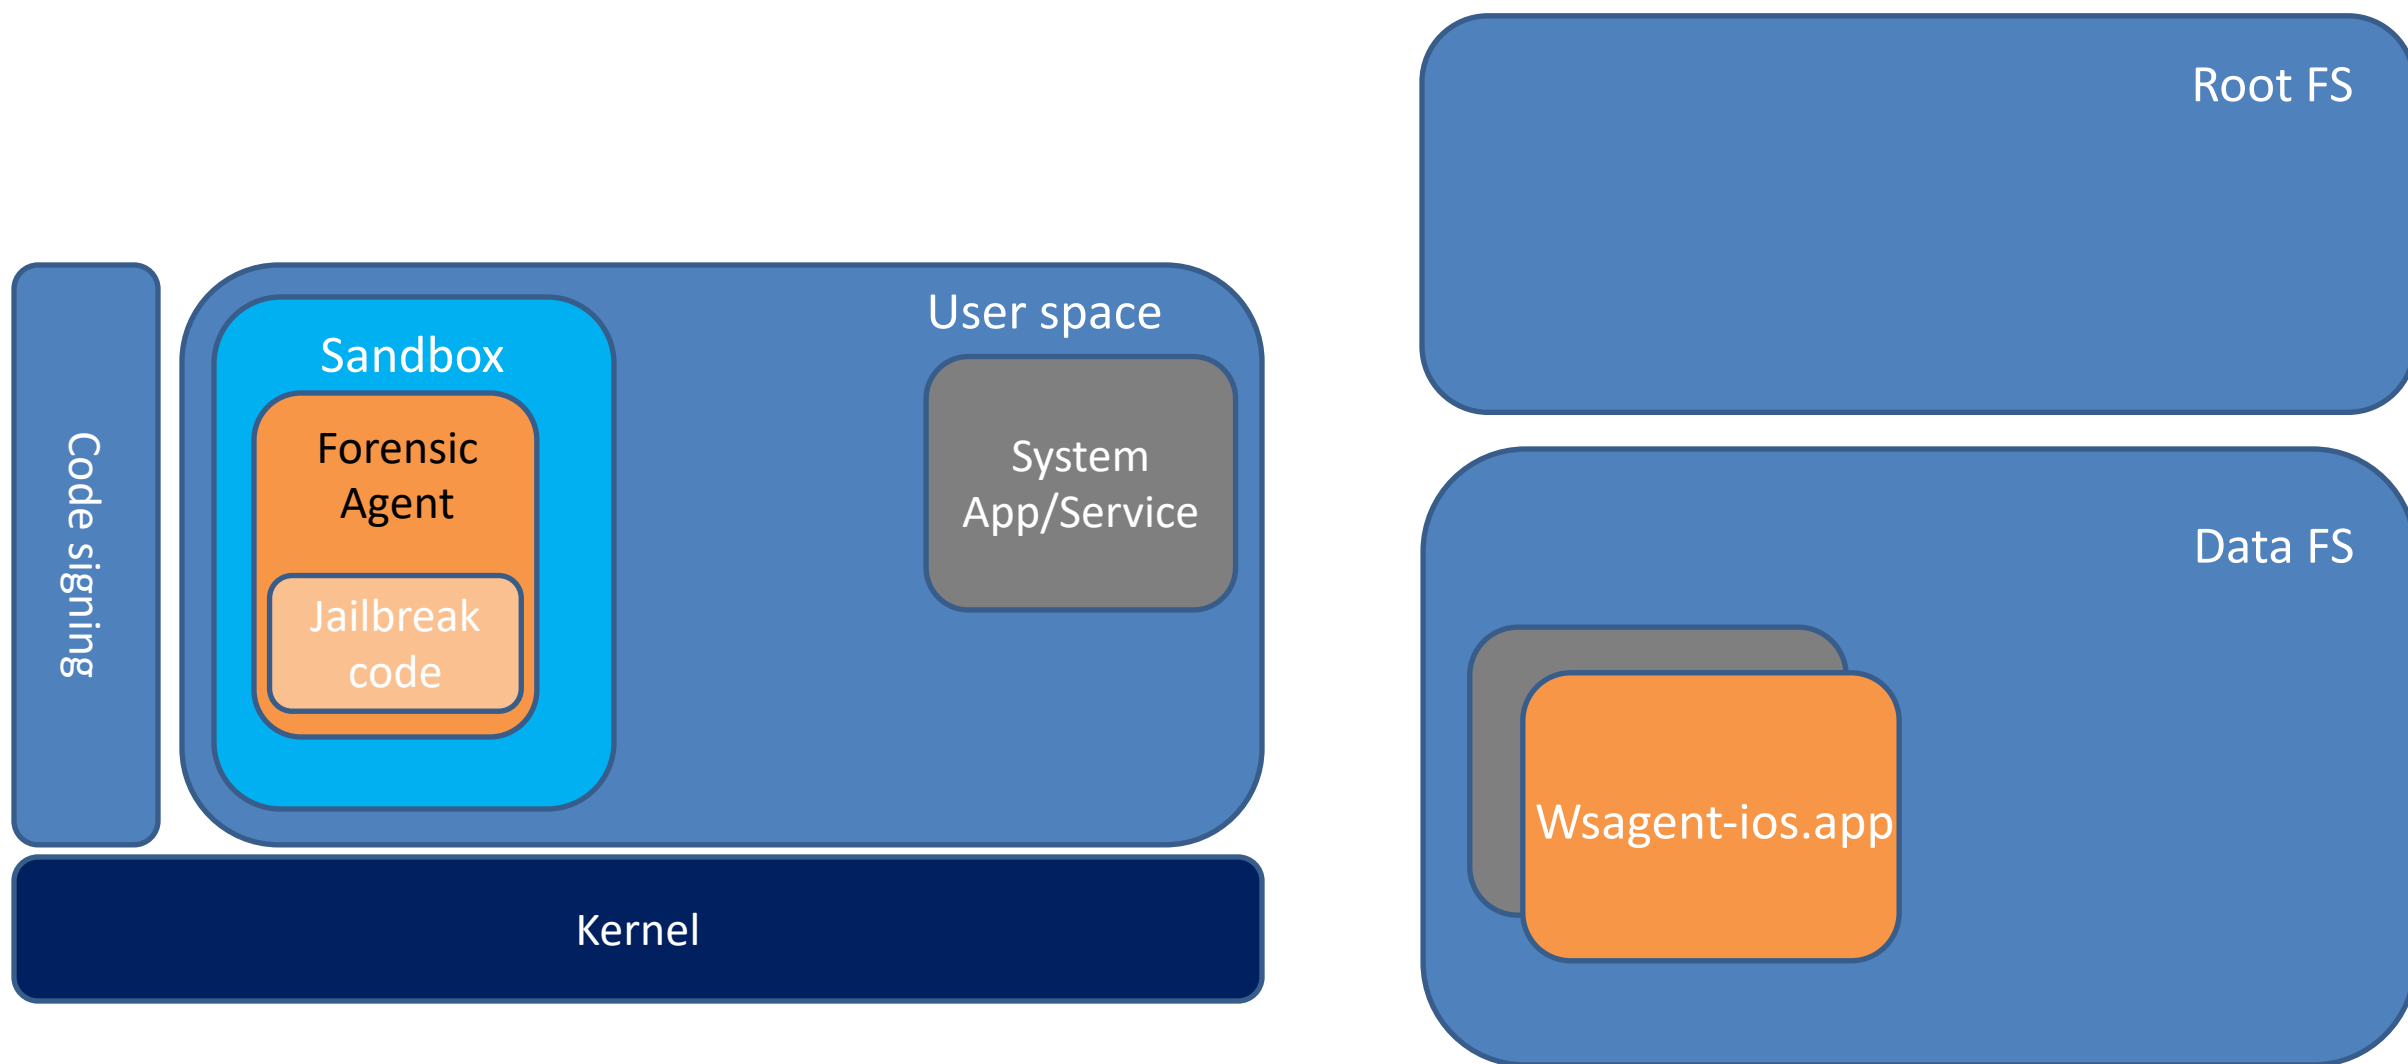 Code signing
User space
Sandbox
Forensic
Agent
Jailbreak
code
System
App/Service
Kernel
Root FS
Data FS
Wsagent-ios.app